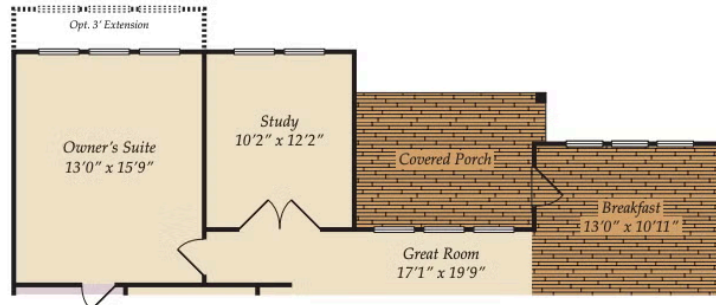 Opt. 3' Extension
Owner's Suite
13'0" x 15'9"
Study
10'2" x 12'2"
Covered Porch
Breakfast
13'0" x 10'11"
Great Room
17'1" x 19'9"